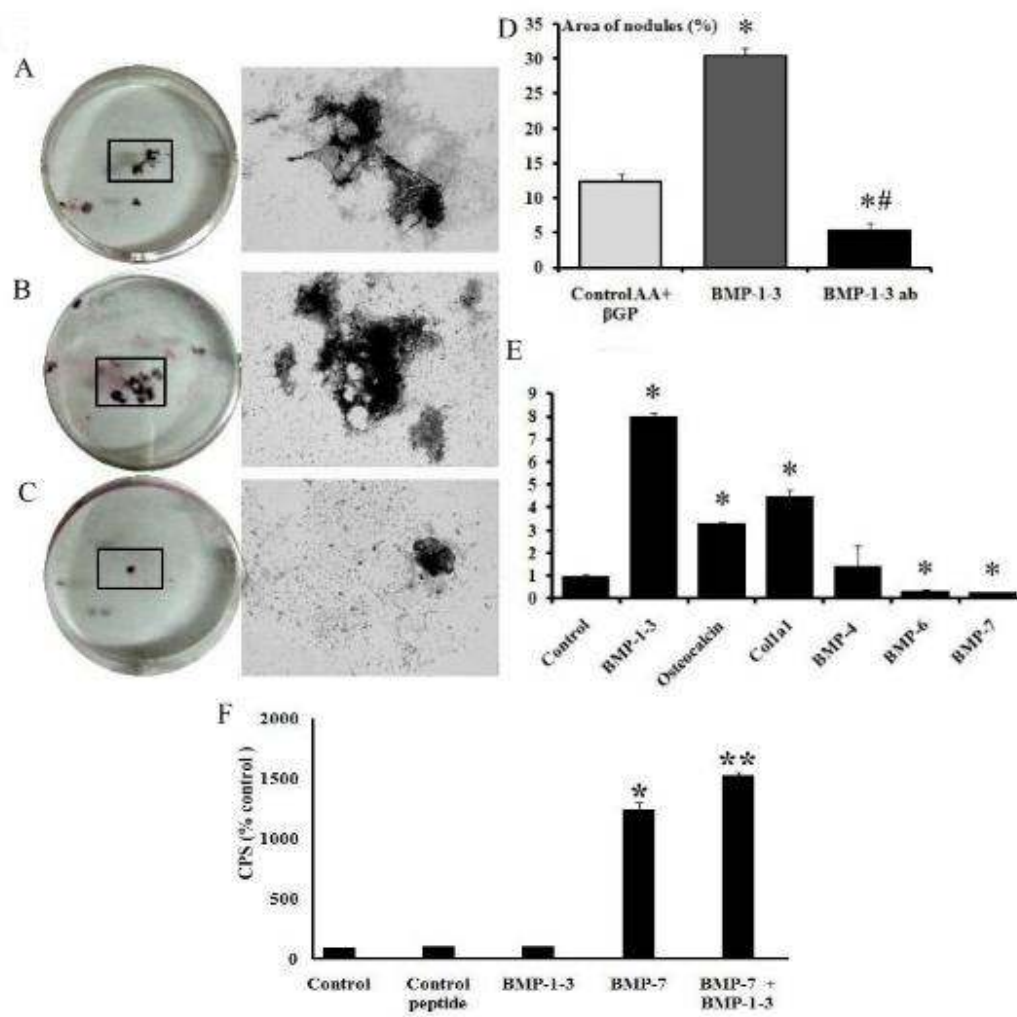 A
B
C
D
Area of nodules (%)
35
30
25
20
15
10
5
0
*
*#
Control AA+
βGP
BMP-1-3
BMP-1-3 ab
E
9
8
7
6
5
4
3
2
1
0
*
*
*
*
*
Control
BMP-1-3
Osteocalcin
Col1a1
BMP-4
BMP-6
BMP-7
F
CPS (% control)
2000
1500
1000
500
0
*
**
Control
Control
peptide
BMP-1-3
BMP-7
BMP-7 +
BMP-1-3